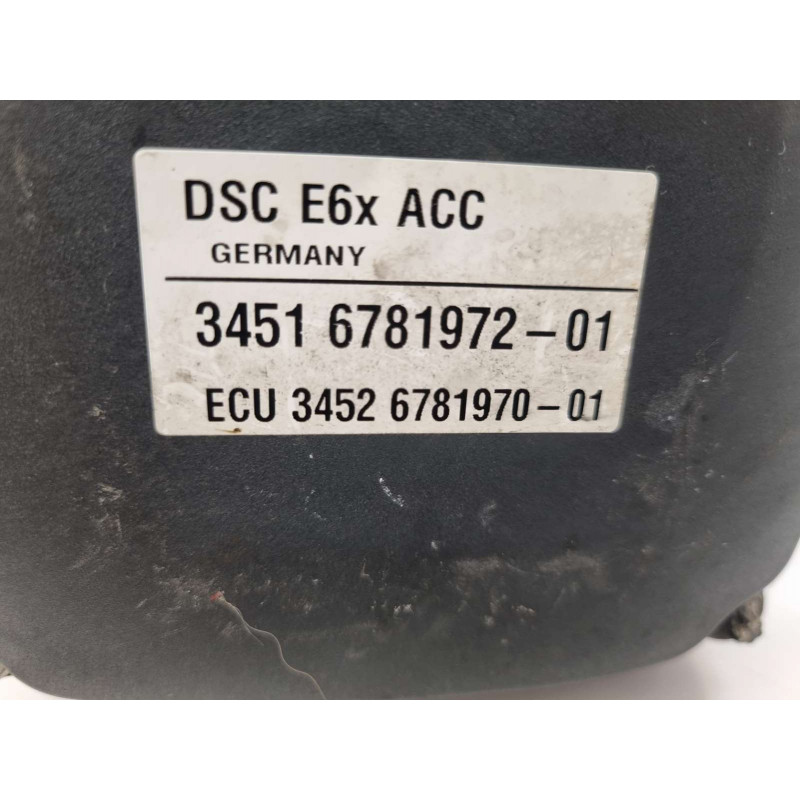 DSC E6x ACC
GERMANY
3451 6781972-01
ECU 3452 6781970-01